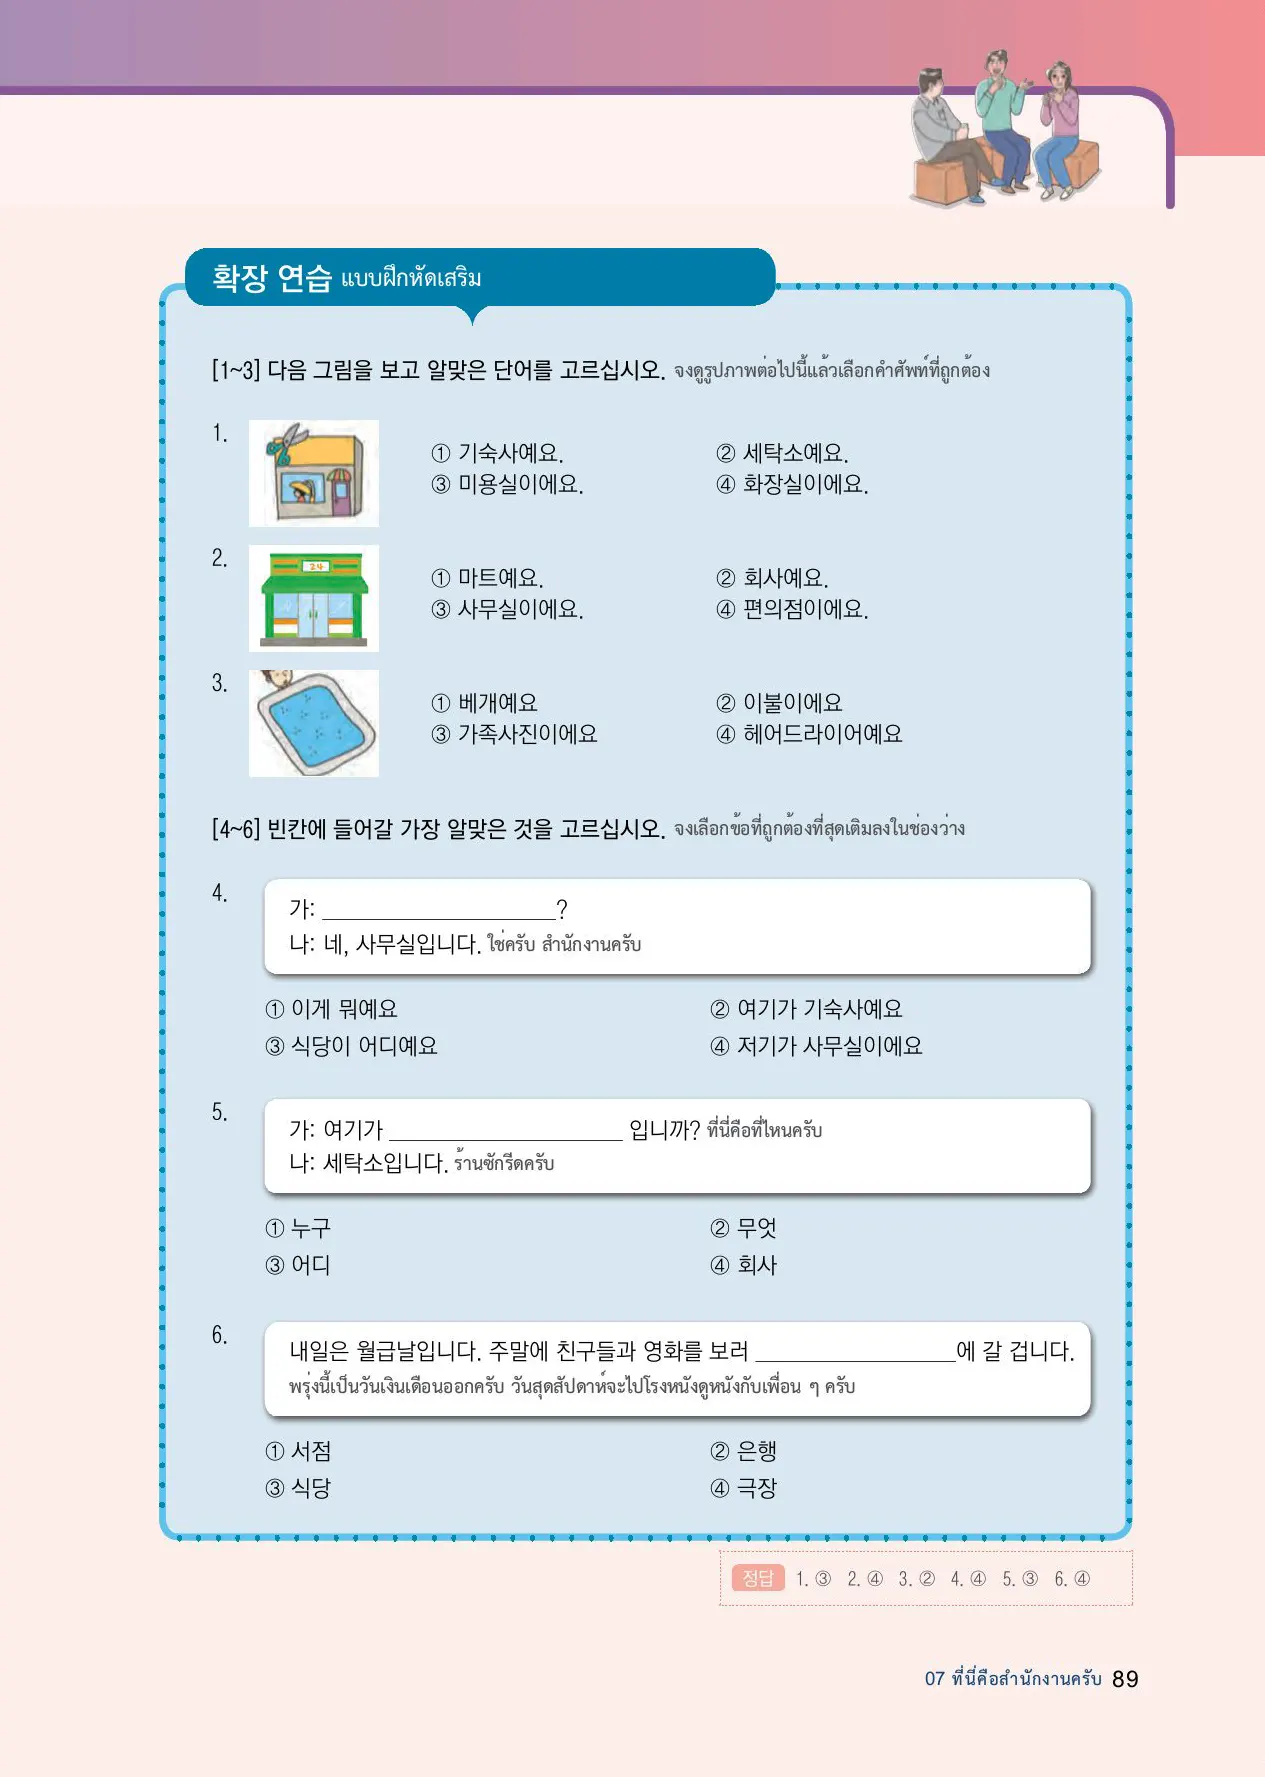 확장 연습 แบบฝึกหัดเสริม
[1~3] 다음 그림을 보고 알맞은 단어를 고르십시오. จงดูรูปภาพต่อไปนี้แล้วเลือกคำศัพท์ที่ถูกต้อง
1.
① 기숙사예요. ② 세탁소예요.
③ 미용실이에요. ④ 화장실이에요.
2.
24
① 마트예요. ② 회사예요.
③ 사무실이에요. ④ 편의점이에요.
3.
① 베개예요 ② 이불이에요
③ 가족사진이에요 ④ 헤어드라이어예요
[4~6] 빈칸에 들어갈 가장 알맞은 것을 고르십시오. จงเลือกข้อที่ถูกต้องที่สุดเติมลงในช่องว่าง
4.
가: ____________________?
나: 네, 사무실입니다. ใช่ครับ สำนักงานครับ
① 이게 뭐예요 ② 여기가 기숙사예요
③ 식당이 어디예요 ④ 저기가 사무실이에요
5.
가: 여기가 ____________________ 입니까? ที่นี่คือที่ไหนครับ
나: 세탁소입니다. ร้านซักรีดครับ
① 누구 ② 무엇
③ 어디 ④ 회사
6.
내일은 월급날입니다. 주말에 친구들과 영화를 보러 __________________에 갈 겁니다.
พรุ่งนี้เป็นวันเงินเดือนออกครับ วันสุดสัปดาห์จะไปโรงหนังดูหนังกับเพื่อน ๆ ครับ
① 서점 ② 은행
③ 식당 ④ 극장
정답 1. ③ 2. ④ 3. ② 4. ④ 5. ③ 6. ④
07 ที่นี่คือสำนักงานครับ 89